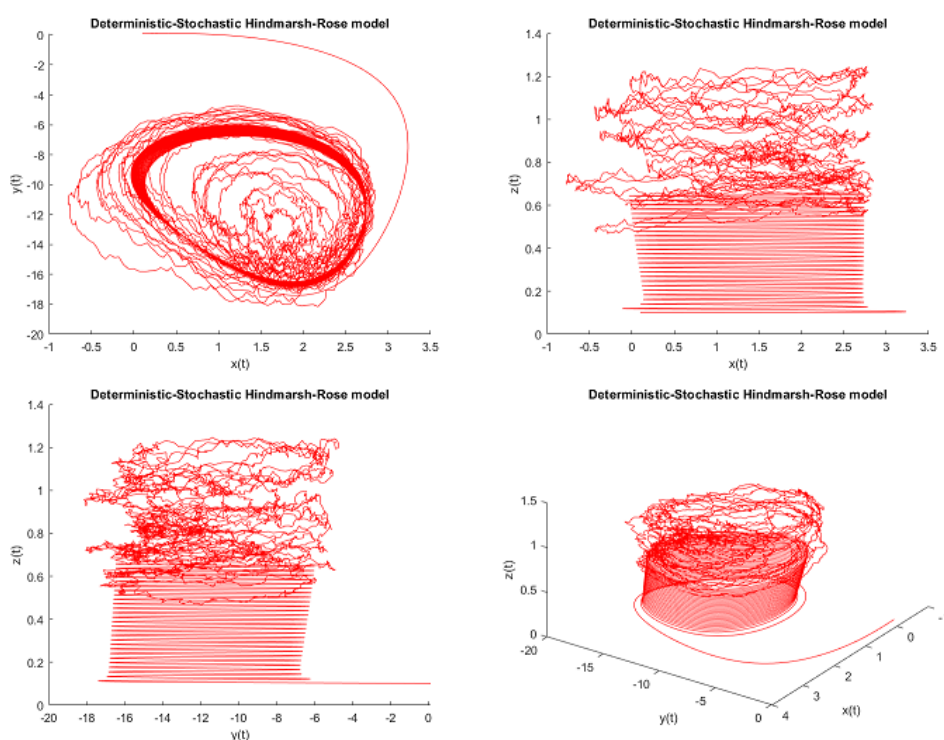 Deterministic-Stochastic Hindmarsh-Rose model
0
-2
-4
-6
-8
-10
-12
-14
-16
-18
-20
y(t)
-1 -0.5 0 0.5 1 1.5 2 2.5 3 3.5
x(t)
Deterministic-Stochastic Hindmarsh-Rose model
1.4
1.2
1
0.8
0.6
0.4
0.2
0
z(t)
-1 -0.5 0 0.5 1 1.5 2 2.5 3 3.5
x(t)
Deterministic-Stochastic Hindmarsh-Rose model
1.4
1.2
1
0.8
0.6
0.4
0.2
0
z(t)
-20 -18 -16 -14 -12 -10 -8 -6 -4 -2 0
y(t)
Deterministic-Stochastic Hindmarsh-Rose model
1.5
1
0.5
0
z(t)
-20
-15
-10
-5
0
y(t)
4
3
2
1
0
x(t)